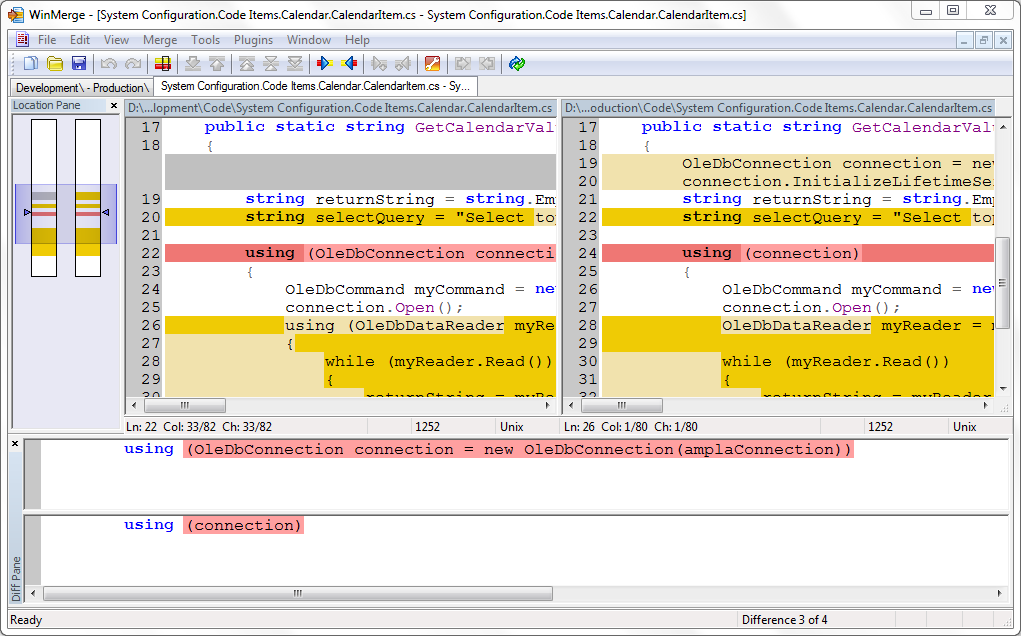 WinMerge - [System Configuration.Code Items.Calendar.CalendarItem.cs - System Configuration.Code Items.Calendar.CalendarItem.cs]
File Edit View Merge Tools Plugins Window Help
Development\ - Production\ System Configuration.Code Items.Calendar.CalendarItem.cs - Sy...
Location Pane
D:\...lopment\Code\System Configuration.Code Items.Calendar.CalendarItem.cs
17 public static string GetCalendarVal
18 {
19 string returnString = string.Emp
20 string selectQuery = "Select top
21
22 using (OleDbConnection connecti
23 {
24 OleDbCommand myCommand = new
25 connection.Open();
26 using (OleDbDataReader myRe
27 {
28 while (myReader.Read())
29 {
30 returnString = myRe
D:\...oduction\Code\System Configuration.Code Items.Calendar.CalendarItem.cs
17 public static string GetCalendarVal
18 {
19 OleDbConnection connection = new
20 connection.InitializeLifetimeSe
21 string returnString = string.Emp
22 string selectQuery = "Select top
23
24 using (connection)
25 {
26 OleDbCommand myCommand = new
27 connection.Open();
28 OleDbDataReader myReader = m
29
30 while (myReader.Read())
31 {
32 returnString = myReader
Ln: 22 Col: 33/82 Ch: 33/82 1252 Unix
Ln: 26 Col: 1/80 Ch: 1/80 1252 Unix
Diff Pane
using (OleDbConnection connection = new OleDbConnection(amplaConnection))
using (connection)
Ready Difference 3 of 4